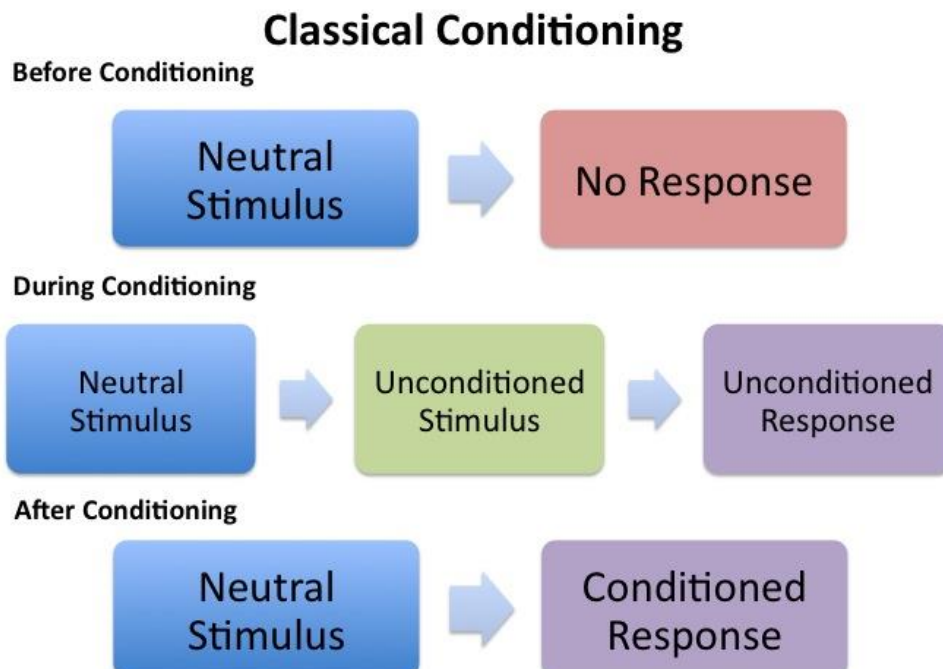 Classical Conditioning
Before Conditioning
Neutral
Stimulus
No Response
During Conditioning
Neutral
Stimulus
Unconditioned
Stimulus
Unconditioned
Response
After Conditioning
Neutral
Stimulus
Conditioned
Response